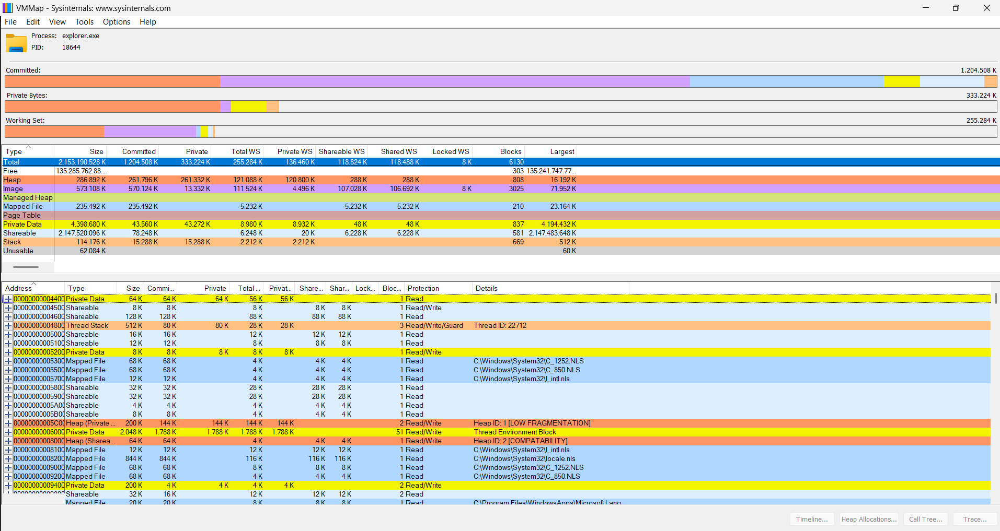 VMMap - Sysinternals: www.sysinternals.com
File Edit View Tools Options Help
Process: explorer.exe
PID: 18644
Committed: 1.204.508 K
Private Bytes: 333.224 K
Working Set: 255.284 K
Type Size Committed Private Total WS Private WS Shareable WS Shared WS Locked WS Blocks Largest
Total 2.153.190.528 K 1.204.508 K 333.224 K 255.284 K 136.460 K 118.824 K 118.488 K 8 K 6130
Free 135.285.762.88... 303 135.241.747.77...
Heap 286.892 K 261.796 K 261.332 K 121.088 K 120.800 K 288 K 288 K 808 16.192 K
Image 573.108 K 570.124 K 13.332 K 111.524 K 4.496 K 107.028 K 106.692 K 8 K 3025 71.952 K
Managed Heap
Mapped File 235.492 K 235.492 K 5.232 K 5.232 K 5.232 K 210 23.164 K
Page Table
Private Data 4.398.680 K 43.560 K 43.272 K 8.980 K 8.932 K 48 K 48 K 837 4.194.432 K
Shareable 2.147.520.096 K 78.248 K 6.248 K 20 K 6.228 K 6.228 K 581 2.147.483.648 K
Stack 114.176 K 15.288 K 15.288 K 2.212 K 2.212 K 669 512 K
Unusable 62.084 K 60 K
Address Type Size Commi... Private Total ... Privat... Share... Shar... Lock... Bloc... Protection Details
00000000004400 Private Data 64 K 64 K 64 K 56 K 56 K 1 Read
00000000004500 Shareable 8 K 8 K 8 K 8 K 8 K 1 Read/Write
00000000004600 Shareable 128 K 128 K 88 K 88 K 88 K 1 Read
00000000004800 Thread Stack 512 K 80 K 80 K 28 K 28 K 3 Read/Write/Guard Thread ID: 22712
00000000005000 Shareable 16 K 16 K 12 K 12 K 12 K 1 Read
00000000005100 Shareable 12 K 12 K 8 K 8 K 8 K 1 Read
00000000005200 Private Data 8 K 8 K 8 K 8 K 8 K 1 Read/Write
00000000005300 Mapped File 68 K 68 K 4 K 4 K 4 K 1 Read C:\Windows\System32\C_1252.NLS
00000000005500 Mapped File 68 K 68 K 4 K 4 K 4 K 1 Read C:\Windows\System32\C_850.NLS
00000000005700 Mapped File 12 K 12 K 4 K 4 K 4 K 1 Read C:\Windows\System32\l_intl.nls
00000000005800 Shareable 32 K 32 K 28 K 28 K 28 K 1 Read
00000000005900 Shareable 32 K 32 K 28 K 28 K 28 K 1 Read
00000000005A00 Shareable 4 K 4 K 4 K 4 K 4 K 1 Read
00000000005B00 Shareable 8 K 8 K 4 K 4 K 4 K 1 Read
00000000005C00 Heap (Private ... 200 K 144 K 144 K 144 K 144 K 2 Read/Write Heap ID: 1 [LOW FRAGMENTATION]
00000000006000 Private Data 2.048 K 1.788 K 1.788 K 1.788 K 1.788 K 51 Read/Write Thread Environment Block
00000000008000 Heap (Sharea... 64 K 64 K 4 K 4 K 4 K 1 Read/Write Heap ID: 2 [COMPATABILITY]
00000000008100 Mapped File 12 K 12 K 12 K 12 K 12 K 1 Read C:\Windows\System32\l_intl.nls
00000000008200 Mapped File 844 K 844 K 116 K 116 K 116 K 1 Read C:\Windows\System32\locale.nls
00000000009000 Mapped File 68 K 68 K 8 K 8 K 8 K 1 Read C:\Windows\System32\C_1252.NLS
00000000009200 Mapped File 68 K 68 K 4 K 4 K 4 K 1 Read C:\Windows\System32\C_850.NLS
00000000009400 Private Data 200 K 4 K 4 K 4 K 4 K 2 Read/Write
Shareable 32 K 16 K 12 K 12 K 12 K 2 Read
Mapped File 20 K 20 K 8 K 8 K 8 K 1 Read C:\Program Files\WindowsApps\Microsoft.Lang
Timeline... Heap Allocations... Call Tree... Trace...